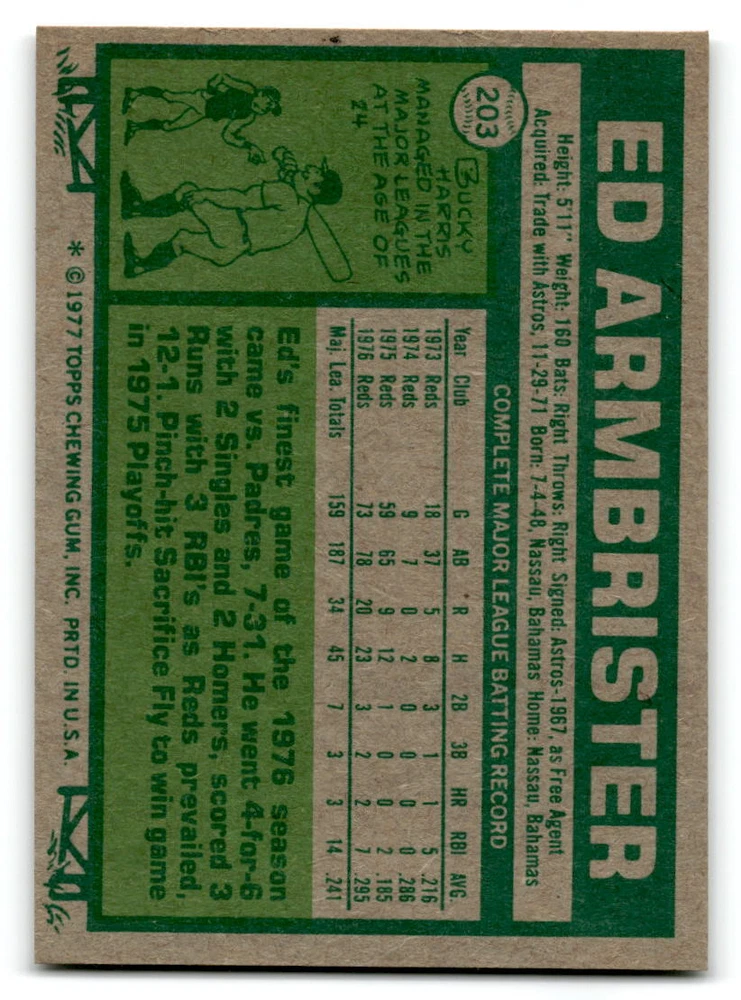 203
ED ARMBRISTER
Height: 5'11" Weight: 160 Bats: Right Throws: Right Signed: Astros-1967, as Free Agent
Acquired: Trade with Astros, 11-29-71 Born: 7-4-48, Nassau, Bahamas Home: Nassau, Bahamas
COMPLETE MAJOR LEAGUE BATTING RECORD
Year Club G AB R H 2B 3B HR RBI AVG.
1973 Reds 18 37 5 8 3 1 1 5 .216
1974 Reds 9 7 0 2 0 0 0 0 .286
1975 Reds 59 65 9 12 1 0 0 2 .185
1976 Reds 73 78 20 23 3 2 2 7 .295
Maj. Lea. Totals 159 187 34 45 7 3 3 14 .241
BUCKY
HARRIS
MANAGED IN THE
MAJOR LEAGUES
AT THE AGE OF
24
Ed's finest game of the 1976 season
came vs. Padres, 7-31. He went 4-for-6
with 2 Singles and 2 Homers, scored 3
Runs with 3 RBI's as Reds prevailed,
12-1. Pinch-hit Sacrifice Fly to win game
in 1975 Playoffs.
* © 1977 TOPPS CHEWING GUM, INC. PRTD. IN U.S.A.